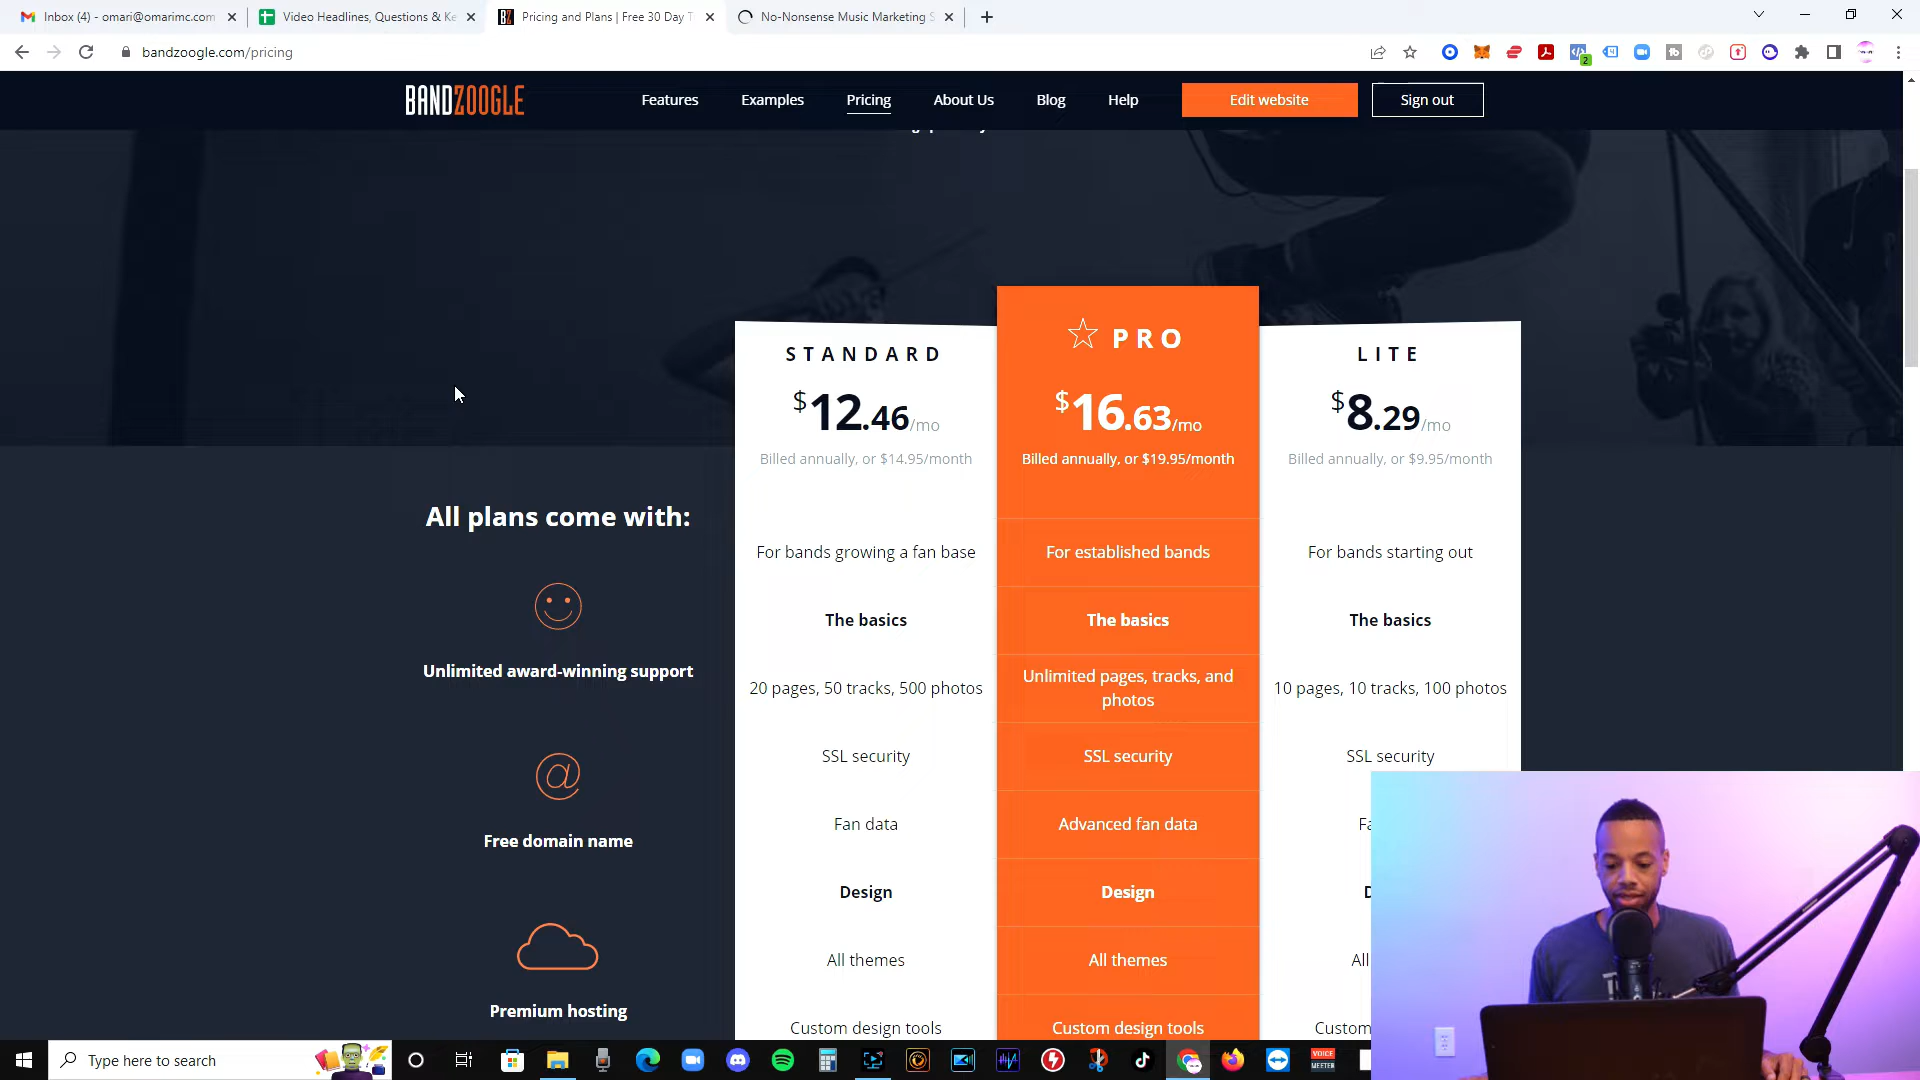 Inbox (4) - omari@omarimc.com
Video Headlines, Questions & Ke
Pricing and Plans | Free 30 Day T
No-Nonsense Music Marketing S
bandzoogle.com/pricing
2
BANDZOOGLE
Features
Examples
Pricing
About Us
Blog
Help
Edit website
Sign out
STANDARD
$12.46/mo
Billed annually, or $14.95/month
For bands growing a fan base
The basics
20 pages, 50 tracks, 500 photos
SSL security
Fan data
Design
All themes
Custom design tools
PRO
$16.63/mo
Billed annually, or $19.95/month
For established bands
The basics
Unlimited pages, tracks, and
photos
SSL security
Advanced fan data
Design
All themes
Custom design tools
LITE
$8.29/mo
Billed annually, or $9.95/month
For bands starting out
The basics
10 pages, 10 tracks, 100 photos
SSL security
All
Custom
All plans come with:
Unlimited award-winning support
@
Free domain name
Premium hosting
Type here to search
VOICE
MEETER